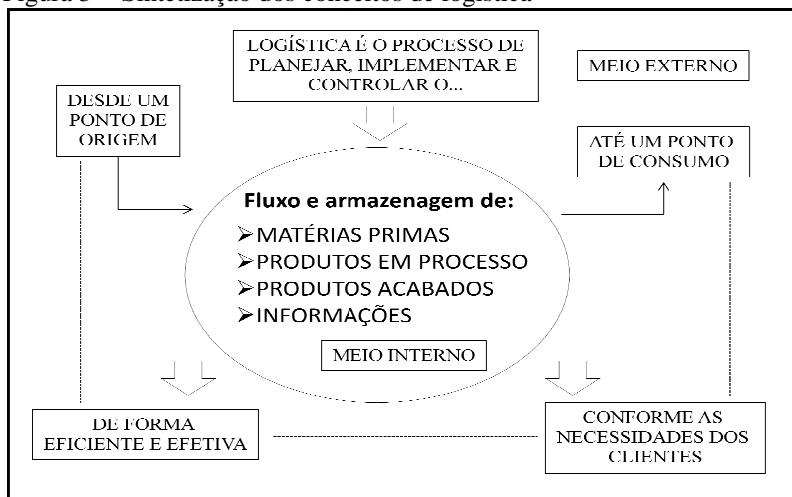 Sintetização dos conceitos de logística
LOGÍSTICA É O PROCESSO DE
PLANEJAR, IMPLEMENTAR E
CONTROLAR O...
MEIO EXTERNO
DESDE UM
PONTO DE
ORIGEM
ATÉ UM PONTO
DE CONSUMO
Fluxo e armazenagem de:
➢MATÉRIAS PRIMAS
➢PRODUTOS EM PROCESSO
➢PRODUTOS ACABADOS
➢INFORMAÇÕES
MEIO INTERNO
DE FORMA
EFICIENTE E EFETIVA
CONFORME AS
NECESSIDADES DOS
CLIENTES